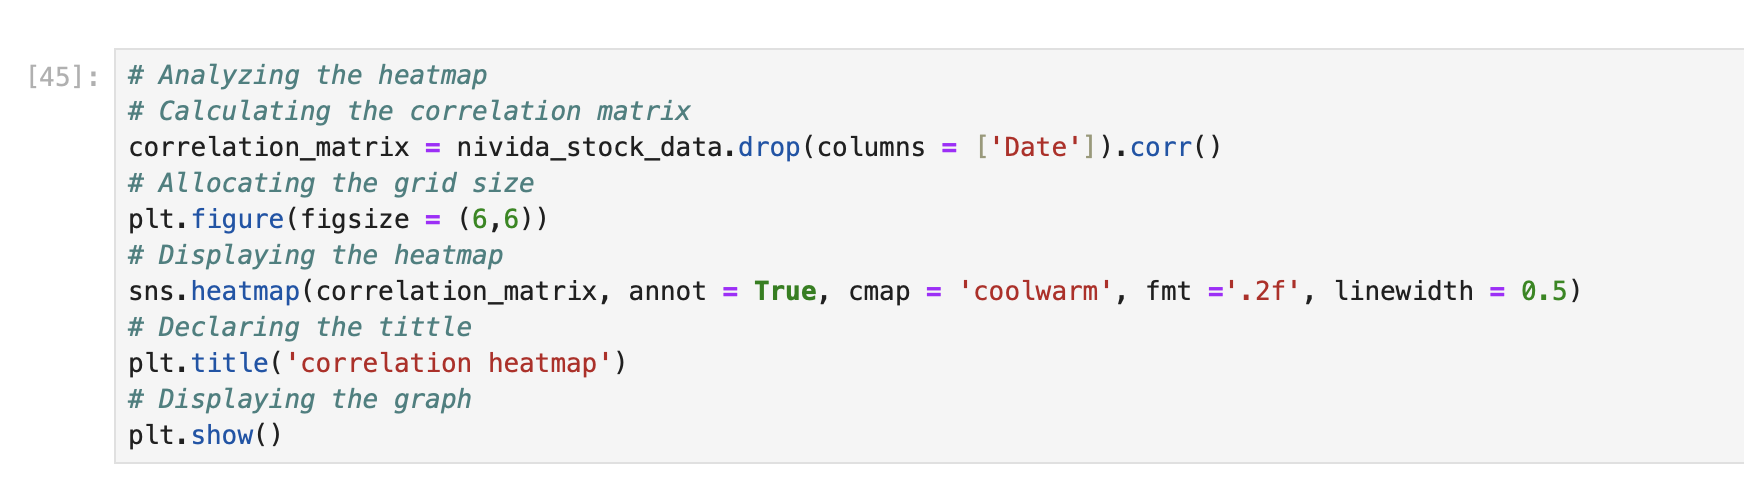 [45]:
# Analyzing the heatmap
# Calculating the correlation matrix
correlation_matrix = nivida_stock_data.drop(columns = ['Date']).corr()
# Allocating the grid size
plt.figure(figsize = (6,6))
# Displaying the heatmap
sns.heatmap(correlation_matrix, annot = True, cmap = 'coolwarm', fmt ='.2f', linewidth = 0.5)
# Declaring the tittle
plt.title('correlation heatmap')
# Displaying the graph
plt.show()